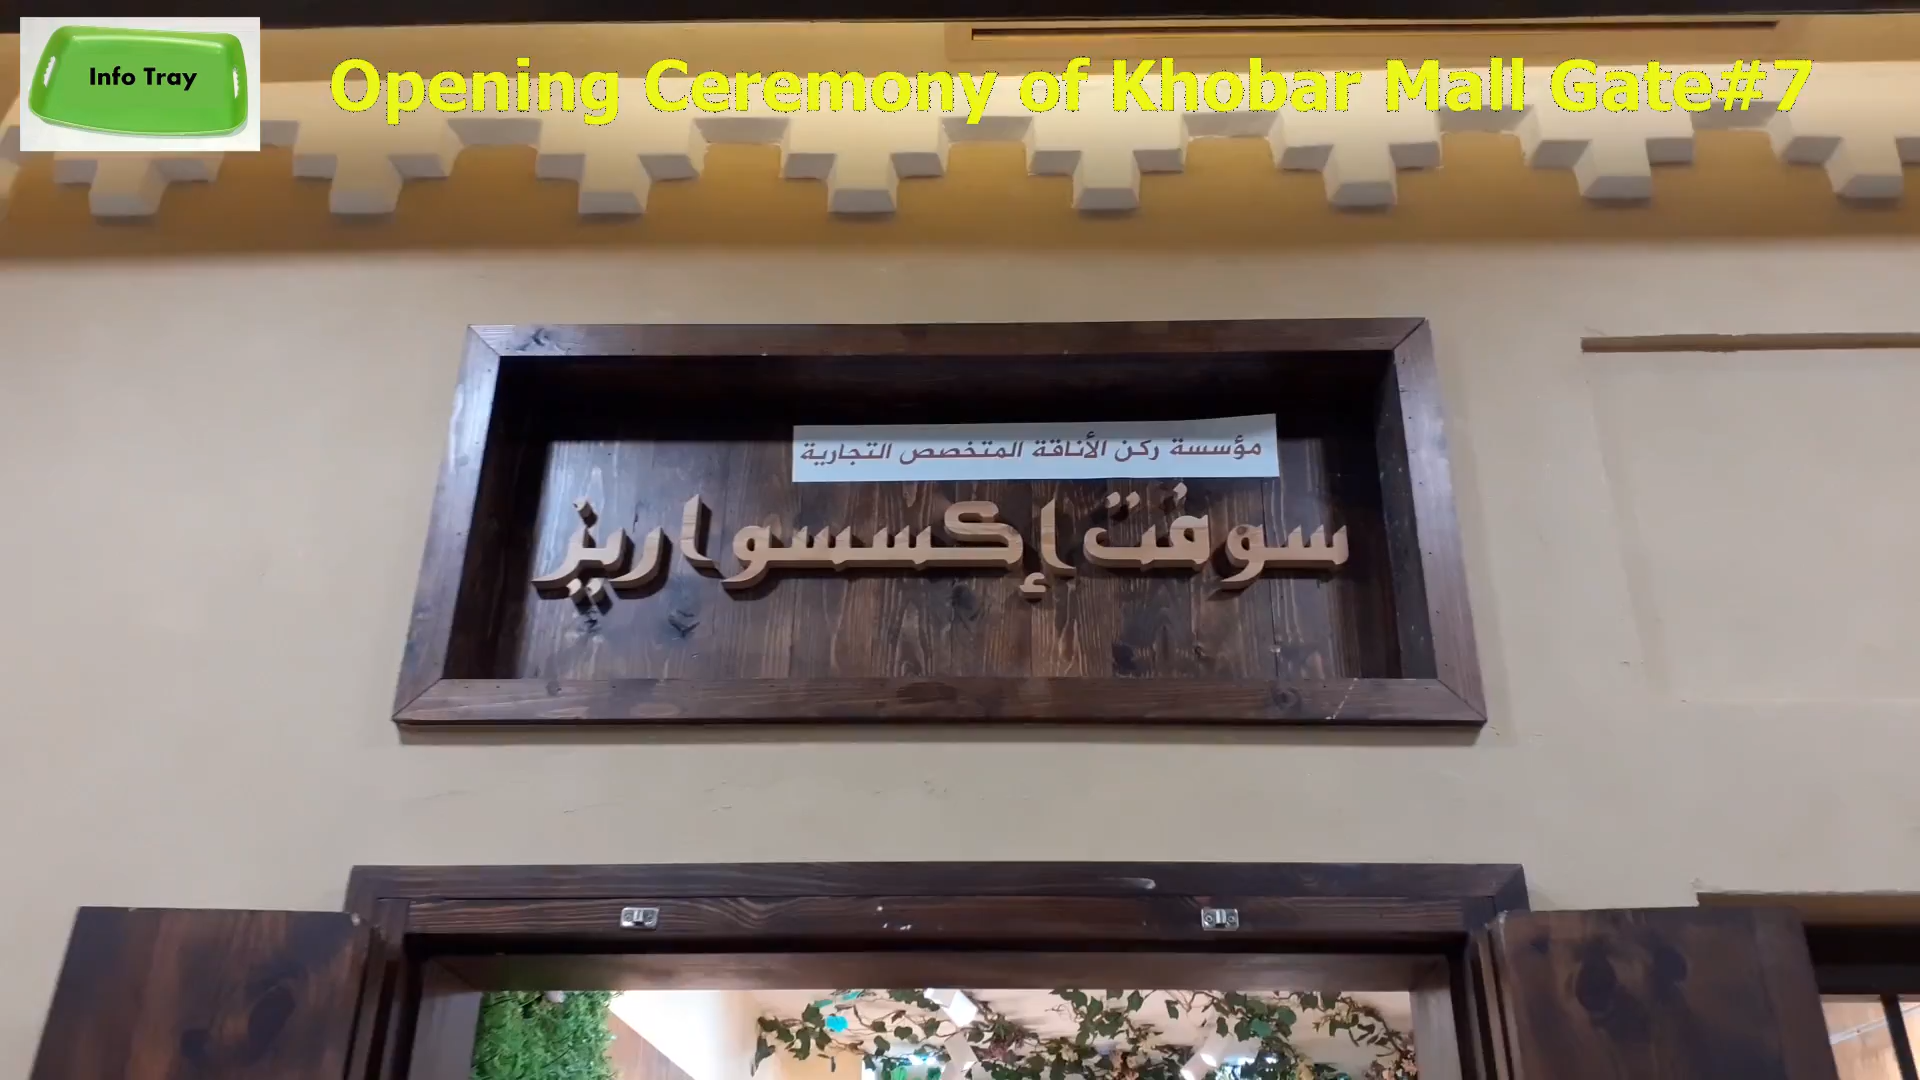 Info Tray
Opening Ceremony of Khobar Mall Gate#7
مؤسسة ركن الأناقة المتخصص التجارية
سوفت إكسسواريز